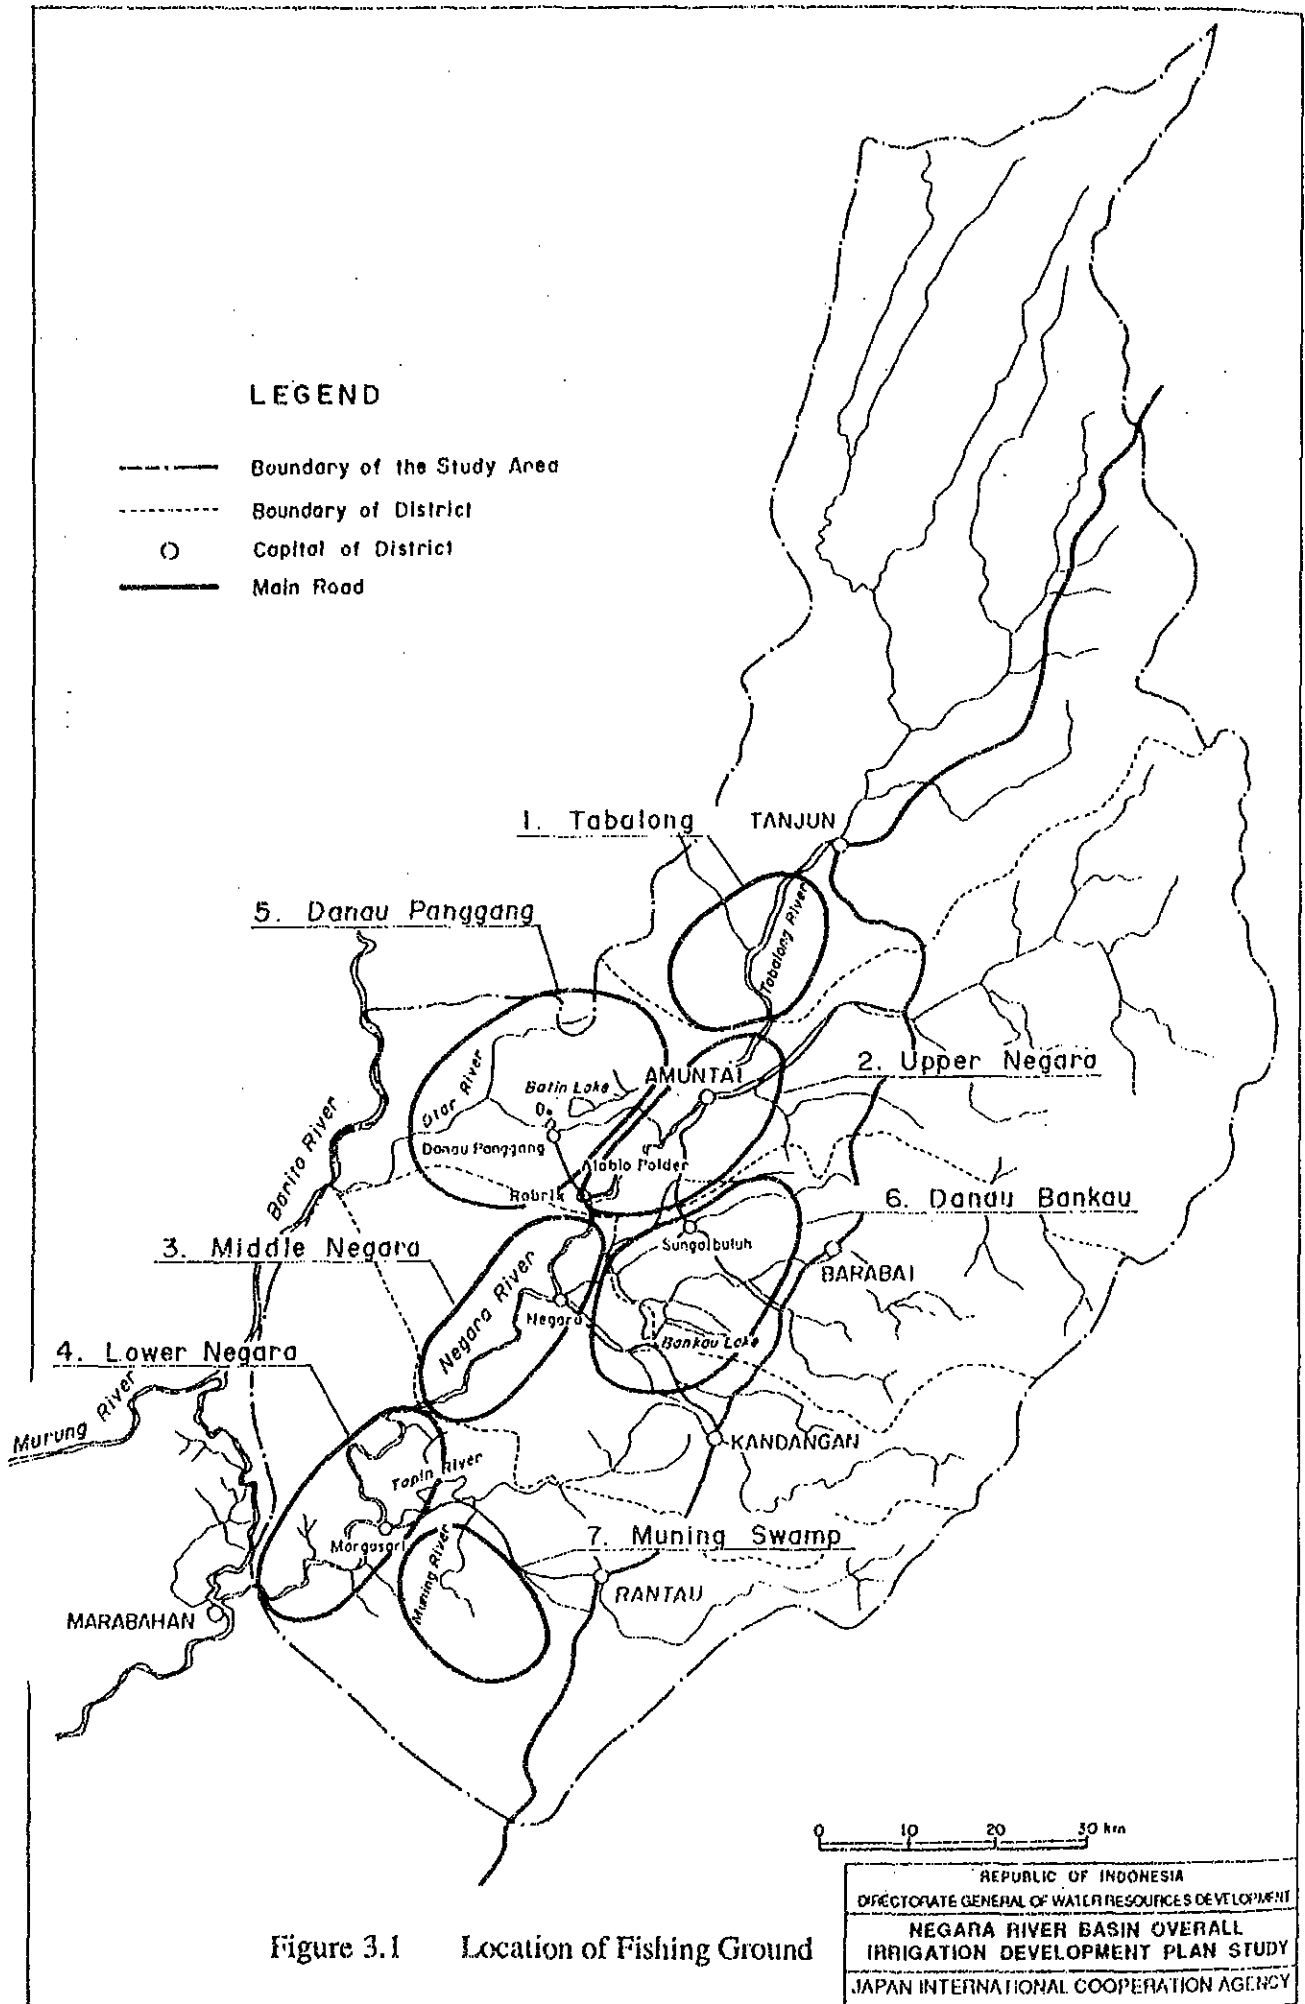 LEGEND
Boundary of the Study Area
Boundary of District
Capital of District
Main Road
1. Tabalong
TANJUN
5. Danau Panggang
Tabalong River
2. Upper Negara
AMUNTAI
Utar River
Batin Lake
Danau Panggang
Alabio Polder
Babrik
Barito River
6. Danau Bankau
Sungaibuluh
3. Middle Negara
BARABAI
Negara River
Negara
Bankau Lake
4. Lower Negara
Murung River
KANDANGAN
Tapin River
7. Muning Swamp
Margasari
Muning River
RANTAU
MARABAHAN
0 10 20 30 km
REPUBLIC OF INDONESIA
DIRECTORATE GENERAL OF WATER RESOURCES DEVELOPMENT
NEGARA RIVER BASIN OVERALL
IRRIGATION DEVELOPMENT PLAN STUDY
JAPAN INTERNATIONAL COOPERATION AGENCY
Figure 3.1 Location of Fishing Ground